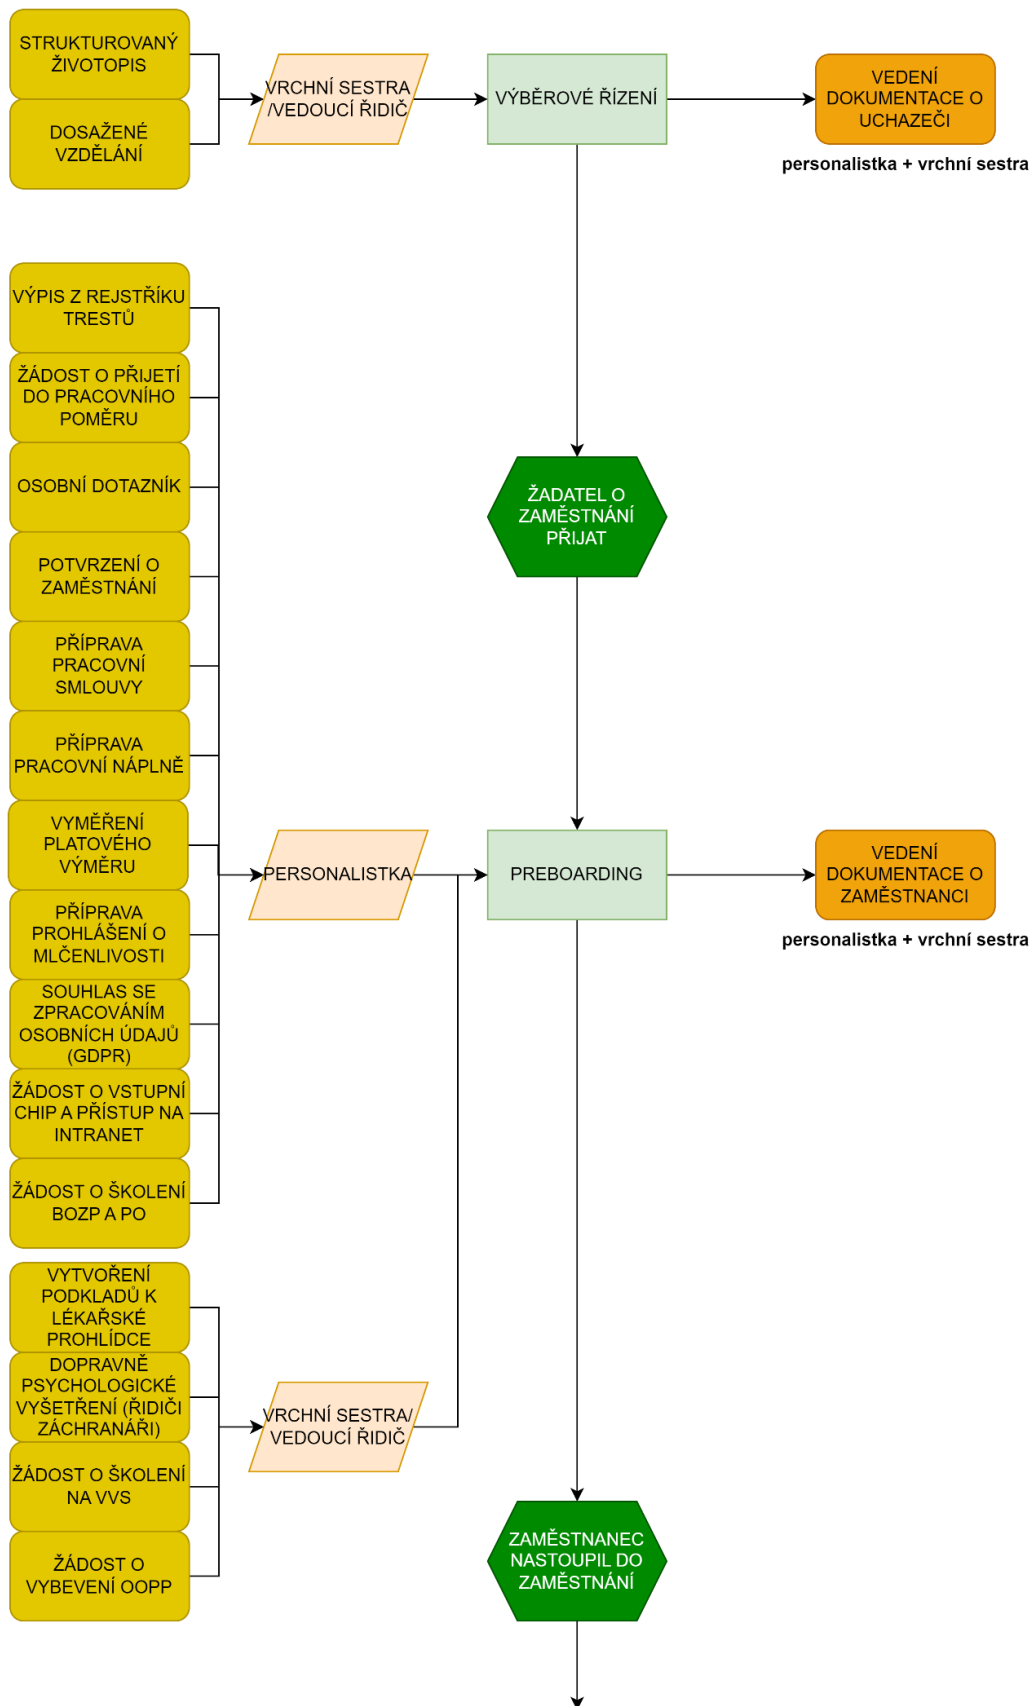 STRUKTUROVANÝ
ŽIVOTOPIS
DOSAŽENÉ
VZDĚLÁNÍ
VRCHNÍ SESTRA
/VEDOUCÍ ŘIDIČ
VÝBĚROVÉ ŘÍZENÍ
VEDENÍ
DOKUMENTACE O
UCHAZEČI
personalistka + vrchní sestra
VÝPIS Z REJSTŘÍKU
TRESTŮ
ŽÁDOST O PŘIJETÍ
DO PRACOVNÍHO
POMĚRU
OSOBNÍ DOTAZNÍK
POTVRZENÍ O
ZAMĚSTNÁNÍ
PŘÍPRAVA
PRACOVNÍ
SMLOUVY
PŘÍPRAVA
PRACOVNÍ NÁPLNĚ
VYMĚŘENÍ
PLATOVÉHO
VÝMĚRU
PŘÍPRAVA
PROHLÁŠENÍ O
MLČENLIVOSTI
SOUHLAS SE
ZPRACOVÁNÍM
OSOBNÍCH ÚDAJŮ
(GDPR)
ŽÁDOST O VSTUPNÍ
CHIP A PŘÍSTUP NA
INTRANET
ŽÁDOST O ŠKOLENÍ
BOZP A PO
ŽADATEL O
ZAMĚSTNÁNÍ
PŘIJAT
PERSONALISTKA
PREBOARDING
VEDENÍ
DOKUMENTACE O
ZAMĚSTNANCI
personalistka + vrchní sestra
VYTVOŘENÍ
PODKLADŮ K
LÉKAŘSKÉ
PROHLÍDCE
DOPRAVNĚ
PSYCHOLOGICKÉ
VYŠETŘENÍ (ŘIDIČI
ZÁCHRANÁŘI)
ŽÁDOST O ŠKOLENÍ
NA VVS
ŽÁDOST O
VYBEVENÍ OOPP
VRCHNÍ SESTRA/
VEDOUCÍ ŘIDIČ
ZAMĚSTNANEC
NASTOUPIL DO
ZAMĚSTNÁNÍ